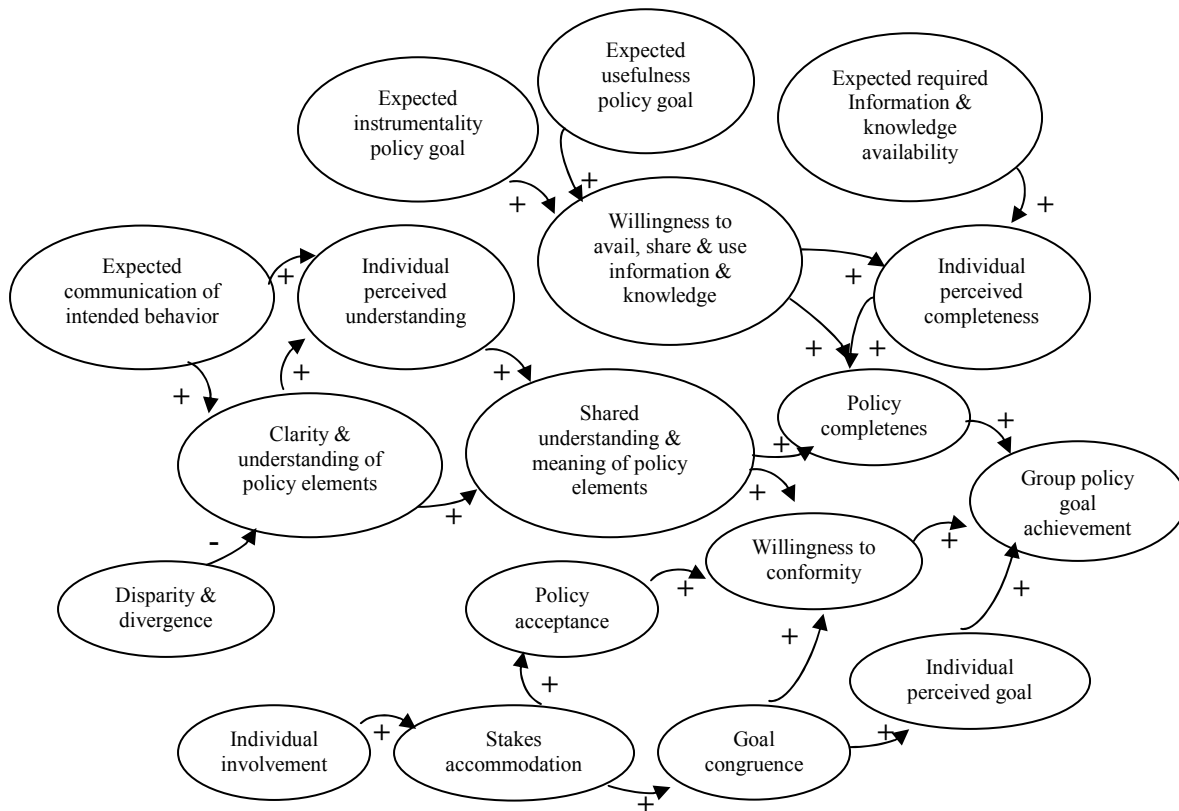 Expected
usefulness
policy goal
Expected
instrumentality
policy goal
Expected required
Information &
knowledge
availability
+
+
+
Willingness to
avail, share & use
information &
knowledge
Expected
communication of
intended behavior
+
Individual
perceived
understanding
+
Individual
perceived
completeness
+
+
+
+
+
Policy
completenes
+
Clarity &
understanding of
policy elements
Shared
understanding &
meaning of policy
elements
+
+
+
+
Group policy
goal
achievement
-
Willingness to
conformity
+
Disparity &
divergence
Policy
acceptance
+
+
+
Individual
perceived goal
+
Individual
involvement
+
Stakes
accommodation
+
Goal
congruence
+